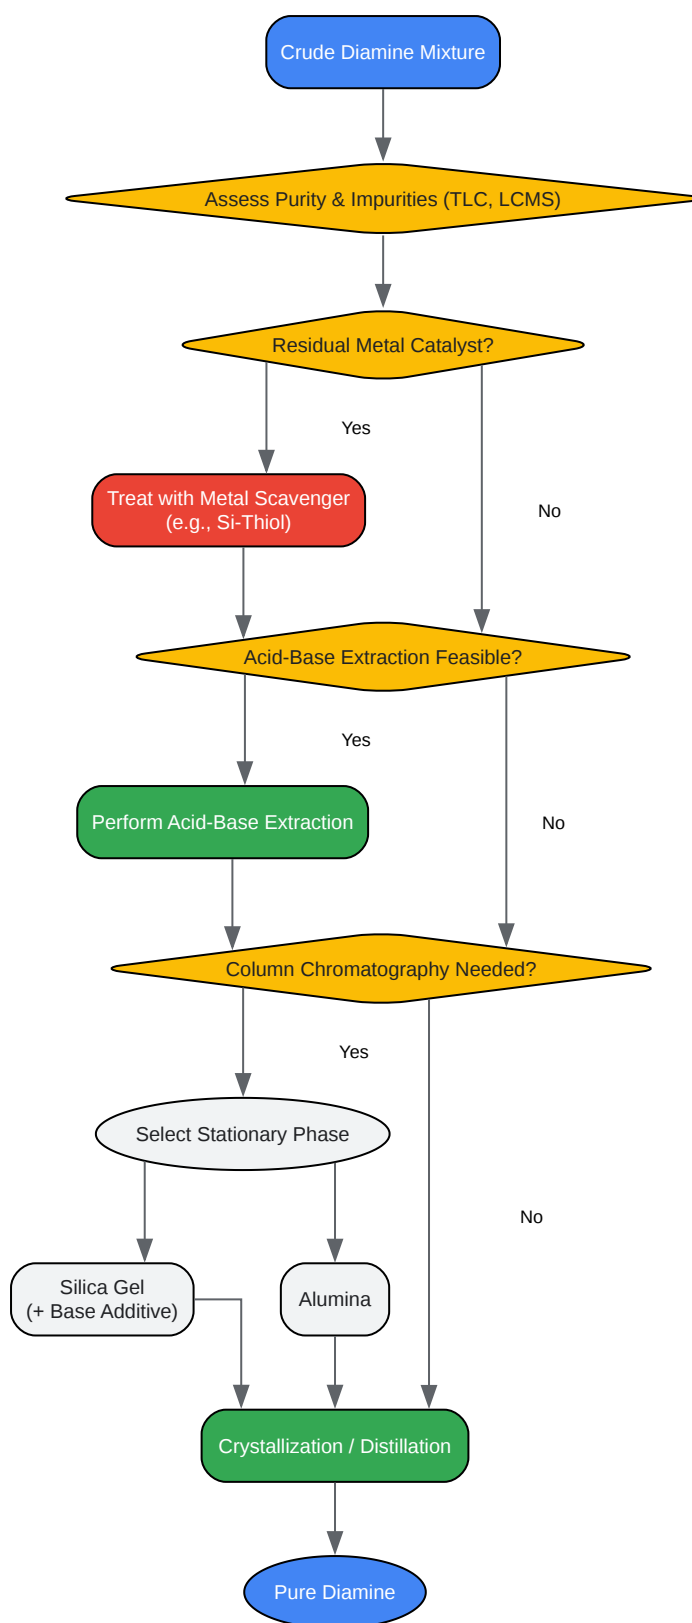 Crude Diamine Mixture
Assess Purity & Impurities (TLC, LCMS)
Residual Metal Catalyst?
Yes
Treat with Metal Scavenger
(e.g., Si-Thiol)
No
Acid-Base Extraction Feasible?
Yes
Perform Acid-Base Extraction
No
Column Chromatography Needed?
Yes
Select Stationary Phase
No
Silica Gel
(+ Base Additive)
Alumina
Crystallization / Distillation
Pure Diamine